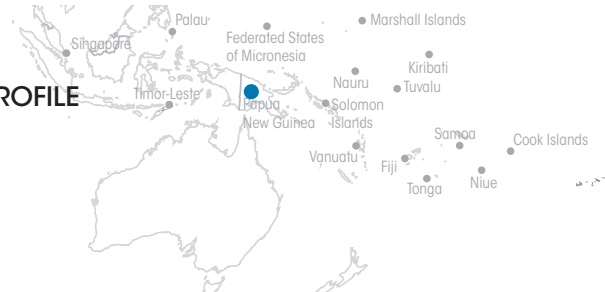 Palau
Marshall Islands
Singapore
Federated States
of Micronesia
Kiribati
Nauru
Tuvalu
ROFILE
Timor-Leste
Papua
New Guinea
Solomon
Islands
Samoa
Cook Islands
Vanuatu
Fiji
Niue
Tonga